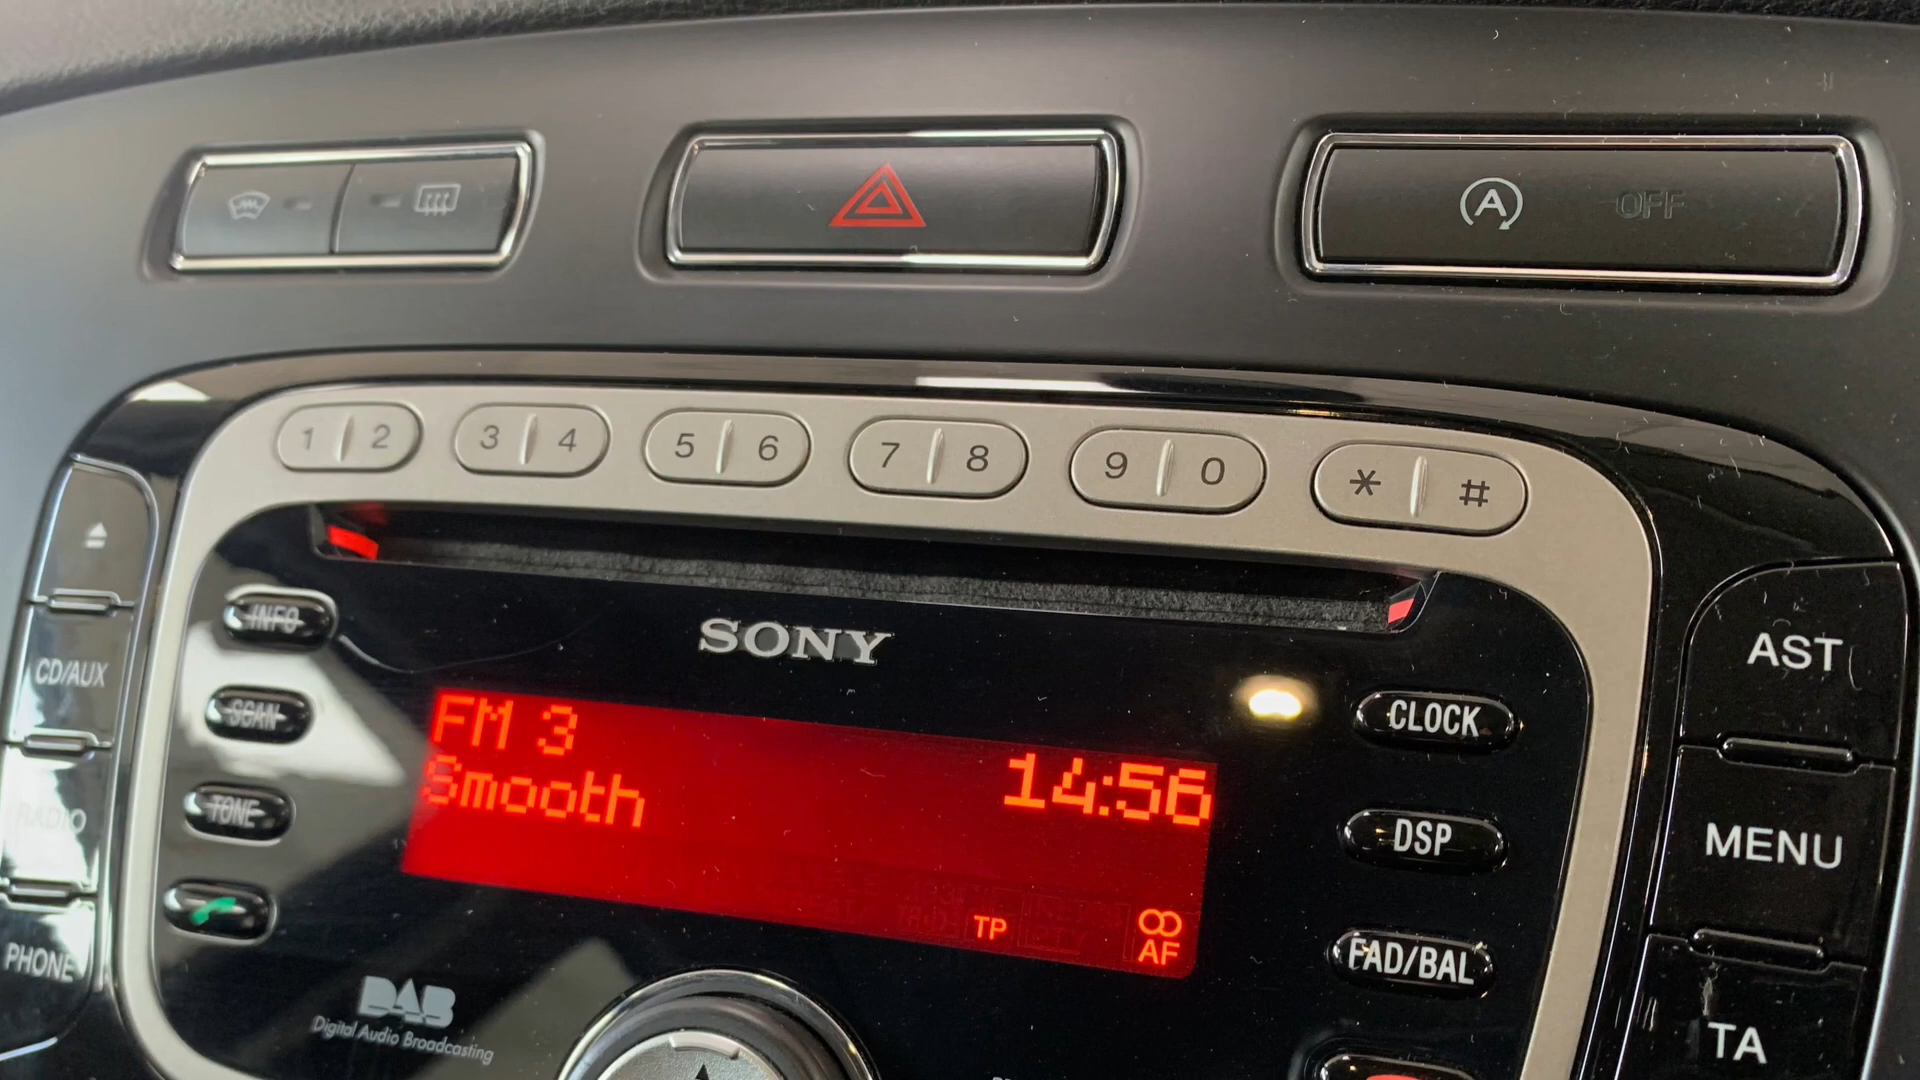 A OFF
1 2 3 4 5 6 7 8 9 0 * #
INFO
SONY
AST
CD/AUX
SCAN
FM 3
CLOCK
Smooth
14:56
RADIO
TONE
DSP
MENU
TP
AF
PHONE
FAD/BAL
DAB
Digital Audio Broadcasting
TA